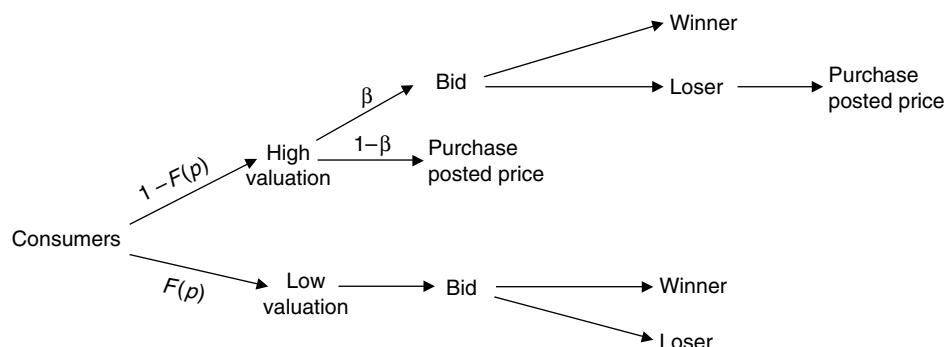 Winner
β
Bid
Loser
Purchase
posted price
1 – F(p)
High
valuation
1–β
Purchase
posted price
Consumers
F(p)
Low
valuation
Bid
Winner
Loser